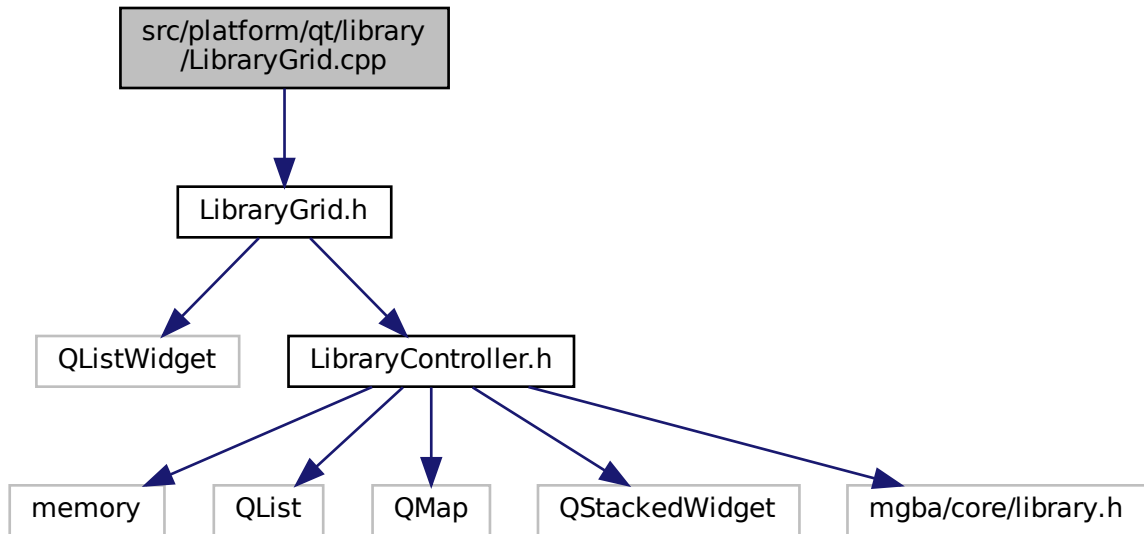 src/platform/qt/library
/LibraryGrid.cpp
LibraryGrid.h
QListWidget
LibraryController.h
memory
QList
QMap
QStackedWidget
mgba/core/library.h